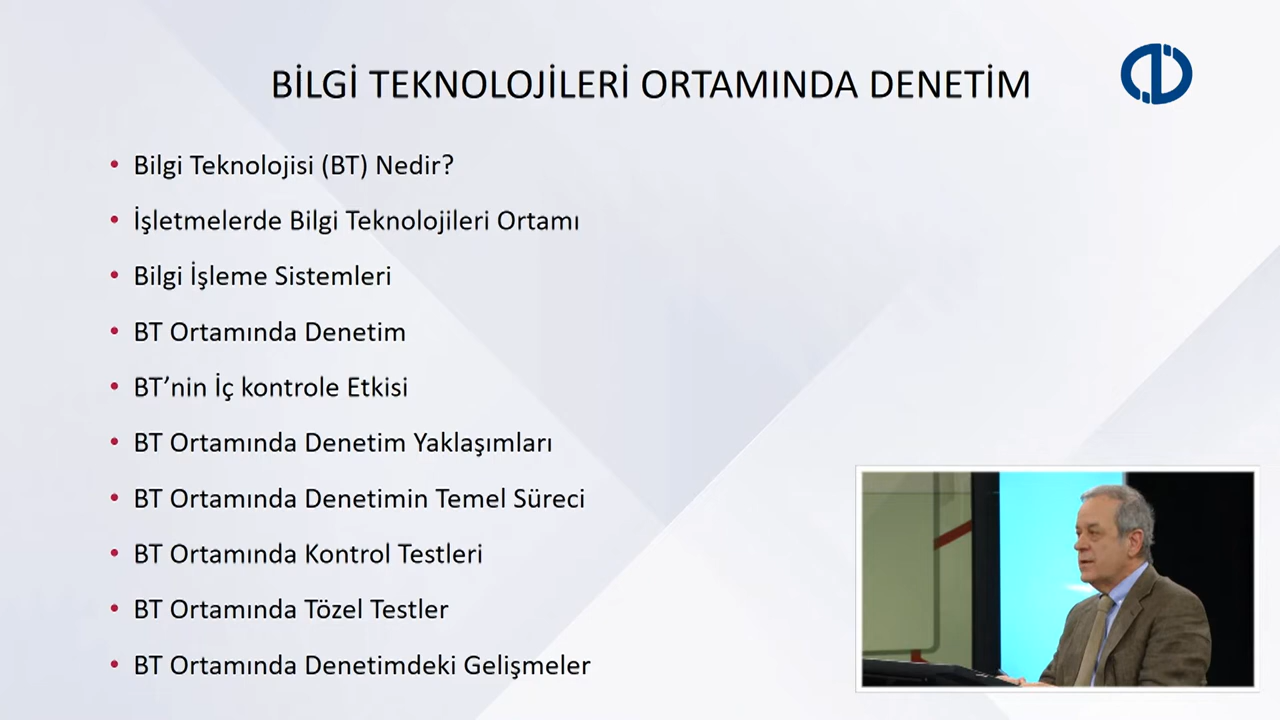 BİLGİ TEKNOLOJİLERİ ORTAMINDA DENETİM
• Bilgi Teknolojisi (BT) Nedir?
• İşletmelerde Bilgi Teknolojileri Ortamı
• Bilgi İşleme Sistemleri
• BT Ortamında Denetim
• BT’nin İç kontrole Etkisi
• BT Ortamında Denetim Yaklaşımları
• BT Ortamında Denetimin Temel Süreci
• BT Ortamında Kontrol Testleri
• BT Ortamında Tözel Testler
• BT Ortamında Denetimdeki Gelişmeler